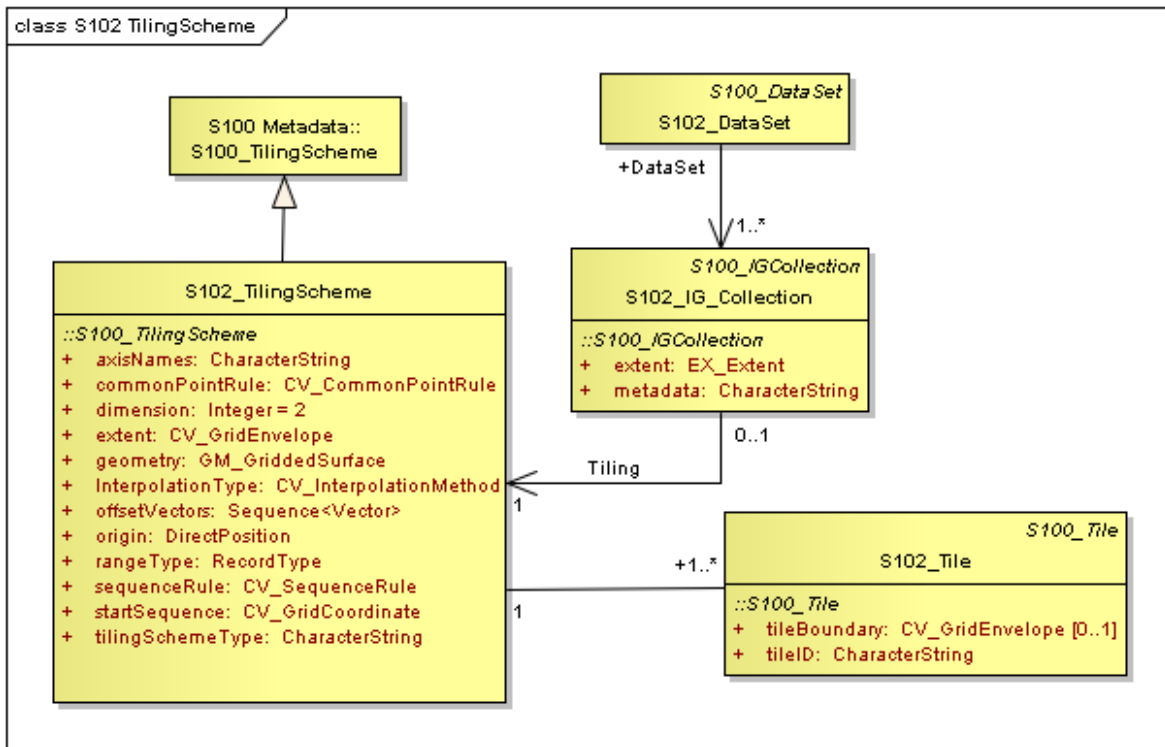 class S102 TilingScheme
S100 Metadata::
S100_TilingScheme
S100_DataSet
S102_DataSet
+DataSet
1..*
S100_IGCollection
S102_IG_Collection
::S100_IGCollection
+ extent: EX_Extent
+ metadata: CharacterString
0..1
Tiling
1
S102_TilingScheme
::S100_TilingScheme
+ axisNames: CharacterString
+ commonPointRule: CV_CommonPointRule
+ dimension: Integer = 2
+ extent: CV_GridEnvelope
+ geometry: GM_GriddedSurface
+ InterpolationType: CV_InterpolationMethod
+ offsetVectors: Sequence<Vector>
+ origin: DirectPosition
+ rangeType: RecordType
+ sequenceRule: CV_SequenceRule
+ startSequence: CV_GridCoordinate
+ tilingSchemeType: CharacterString
1
+1..*
S100_Tile
S102_Tile
::S100_Tile
+ tileBoundary: CV_GridEnvelope [0..1]
+ tileID: CharacterString